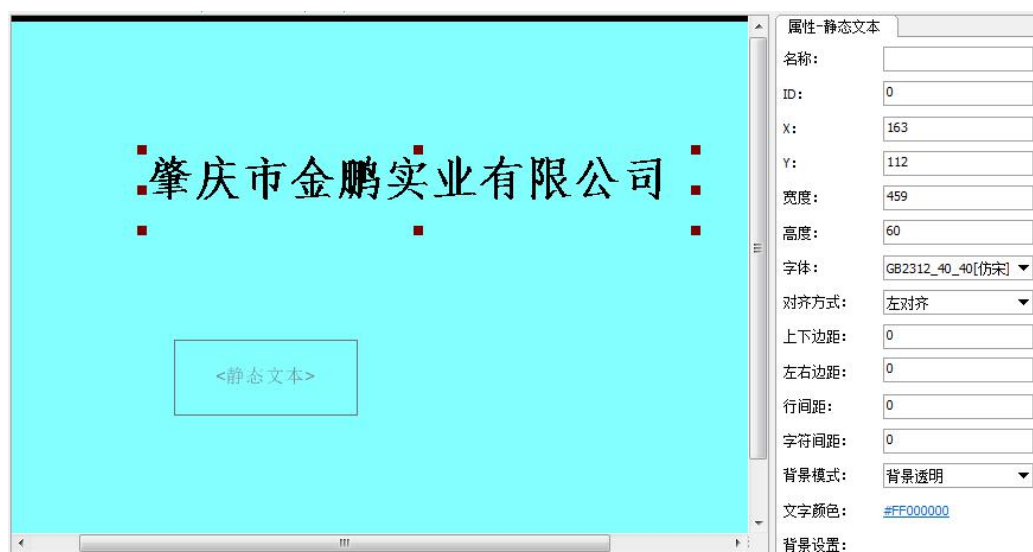 肇庆市金鹏实业有限公司
<静态文本>
属性-静态文本
名称：
ID： 0
X： 163
Y： 112
宽度： 459
高度： 60
字体： GB2312_40_40[仿宋]
对齐方式： 左对齐
上下边距： 0
左右边距： 0
行间距： 0
字符间距： 0
背景模式： 背景透明
文字颜色： #FF000000
背景设置：